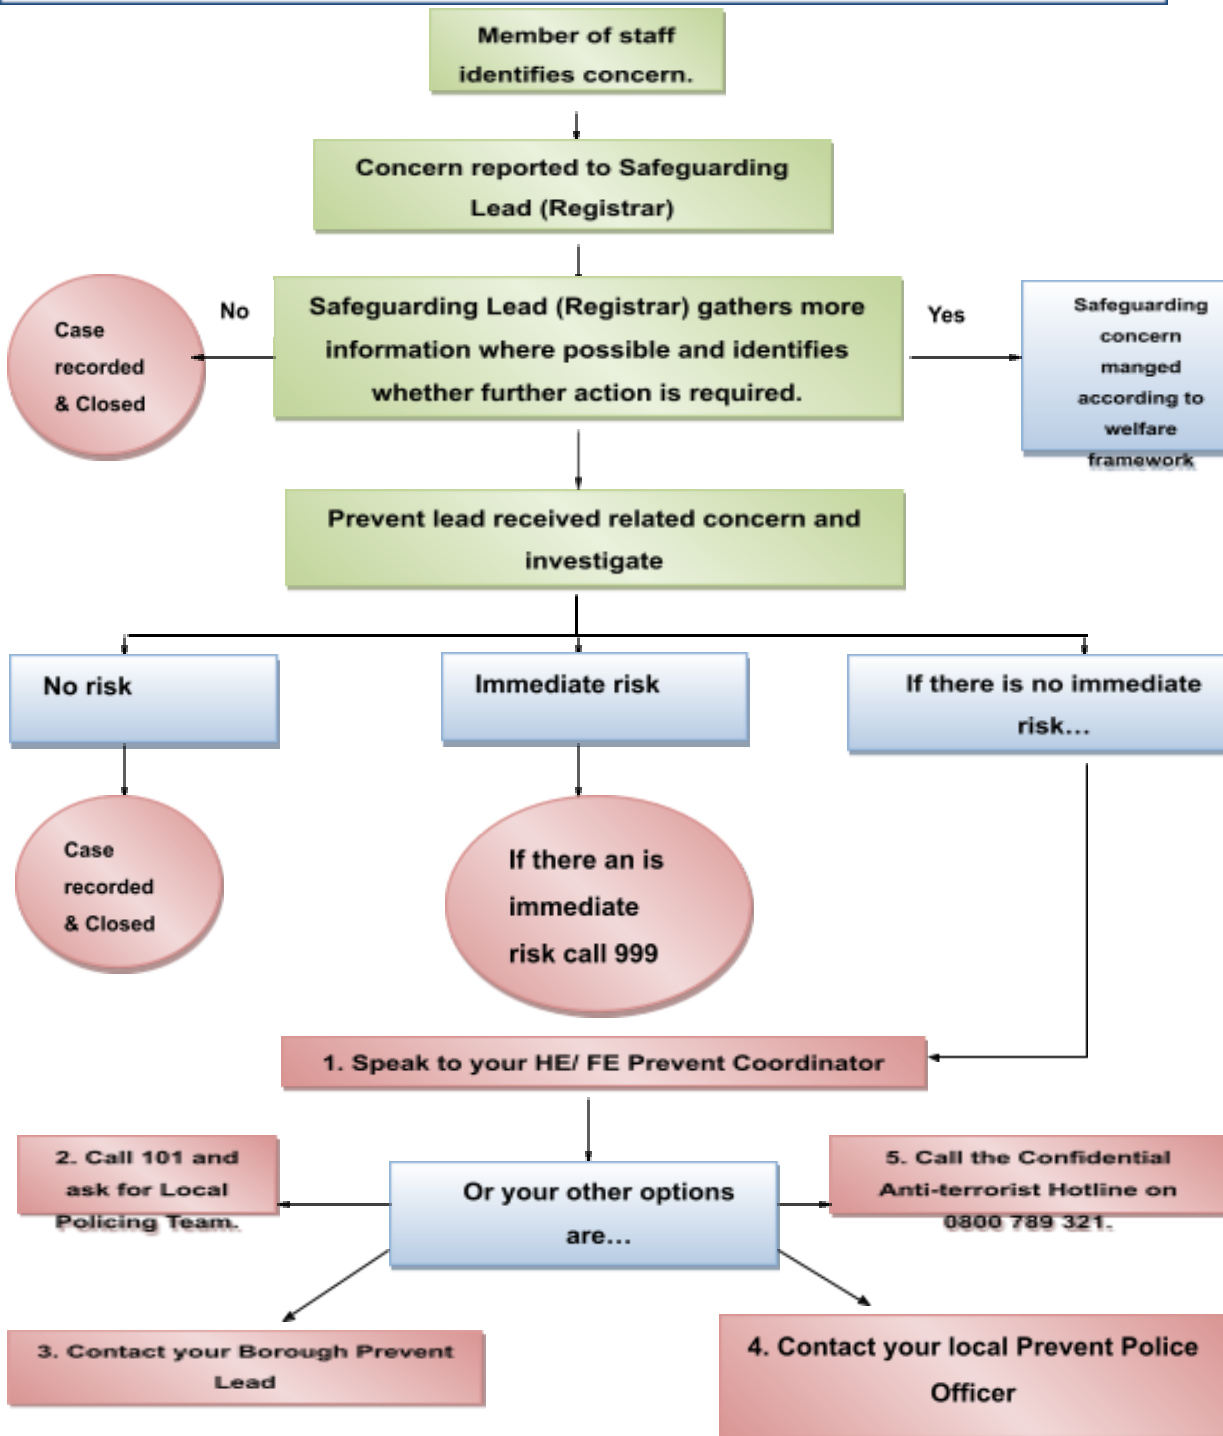 Member of staff
identifies concern.
Concern reported to Safeguarding
Lead (Registrar)
Case
recorded
& Closed
No
Safeguarding Lead (Registrar) gathers more
information where possible and identifies
whether further action is required.
Yes
Safeguarding
concern
manged
according to
welfare
framework
Prevent lead received related concern and
investigate
No risk
Immediate risk
If there is no immediate
risk...
Case
recorded
& Closed
If there an is
immediate
risk call 999
1. Speak to your HE/ FE Prevent Coordinator
2. Call 101 and
ask for Local
Policing Team.
Or your other options
are...
5. Call the Confidential
Anti-terrorist Hotline on
0800 789 321.
3. Contact your Borough Prevent
Lead
4. Contact your local Prevent Police
Officer